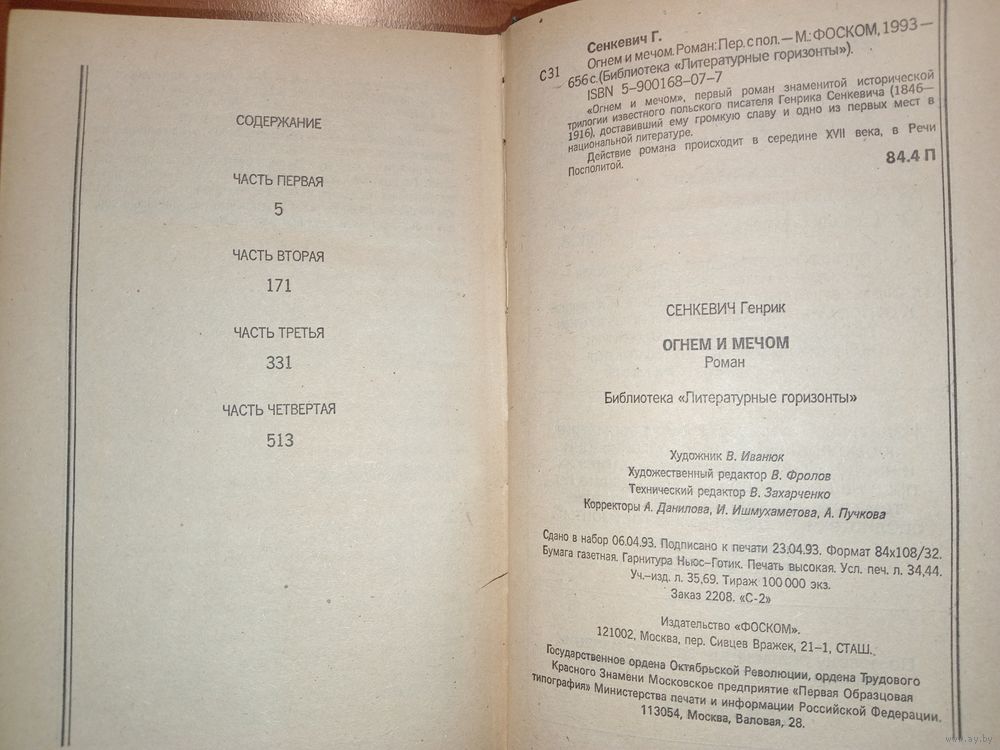 СОДЕРЖАНИЕ
ЧАСТЬ ПЕРВАЯ
5
ЧАСТЬ ВТОРАЯ
171
ЧАСТЬ ТРЕТЬЯ
331
ЧАСТЬ ЧЕТВЕРТАЯ
513
Сенкевич Г.
С31 Огнем и мечом. Роман: Пер. с пол. — М.: ФОСКОМ, 1993 —
656 с. (Библиотека «Литературные горизонты»).
ISBN 5-900168-07-7
«Огнем и мечом», первый роман знаменитой исторической
трилогии известного польского писателя Генрика Сенкевича (1846—
1916), доставивший ему громкую славу и одно из первых мест в
национальной литературе.
Действие романа происходит в середине XVII века, в Речи
Посполитой.
84.4 П
СЕНКЕВИЧ Генрик
ОГНЕМ И МЕЧОМ
Роман
Библиотека «Литературные горизонты»
Художник В. Иванюк
Художественный редактор В. Фролов
Технический редактор В. Захарченко
Корректоры А. Данилова, И. Ишмухаметова, А. Пучкова
Сдано в набор 06.04.93. Подписано к печати 23.04.93. Формат 84х108/32.
Бумага газетная. Гарнитура Ньюс-Готик. Печать высокая. Усл. печ. л. 34,44.
Уч.-изд. л. 35,69. Тираж 100 000 экз.
Заказ 2208. «С-2»
Издательство «ФОСКОМ».
121002, Москва, пер. Сивцев Вражек, 21-1, СТАШ.
Государственное ордена Октябрьской Революции, ордена Трудового
Красного Знамени Московское предприятие «Первая Образцовая
типография» Министерства печати и информации Российской Федерации.
113054, Москва, Валовая, 28.
www.ay.by